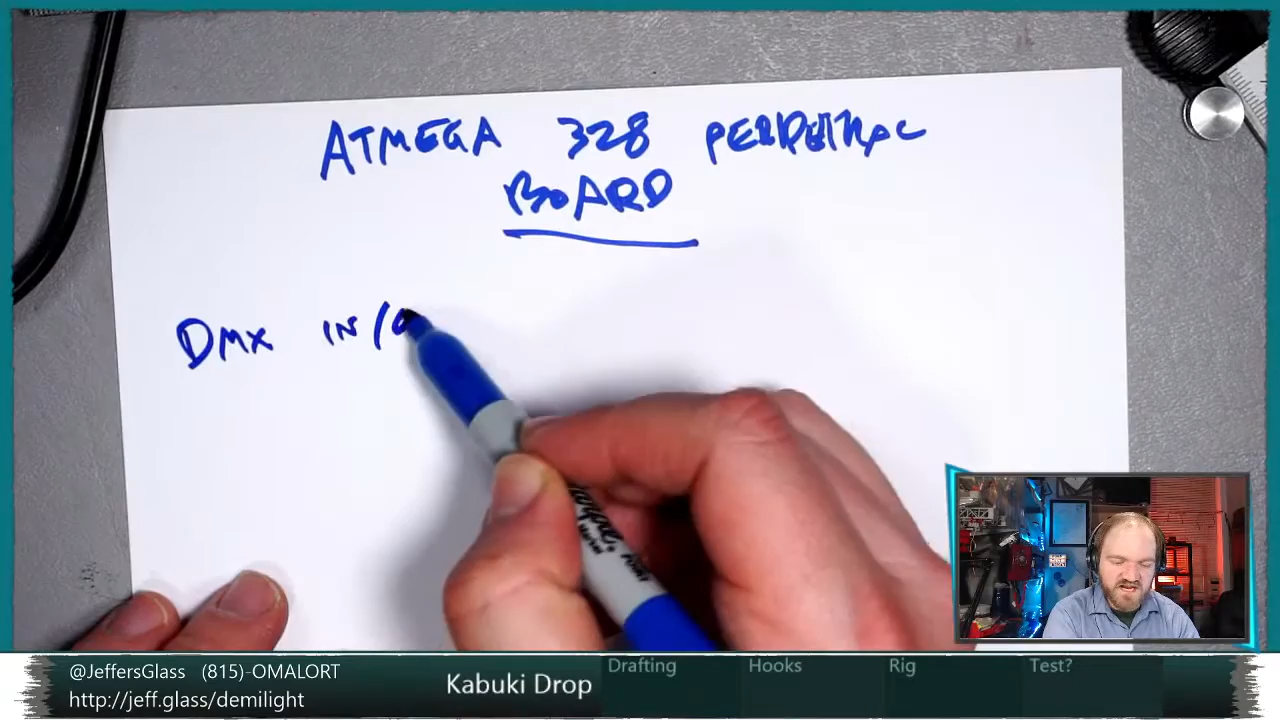 ATMEGA 328 PERIPHERAL
BOARD
DMX IN/O
@JeffersGlass (815)-OMALORT
http://jeff.glass/demilight
Kabuki Drop
Drafting
Hooks
Rig
Test?